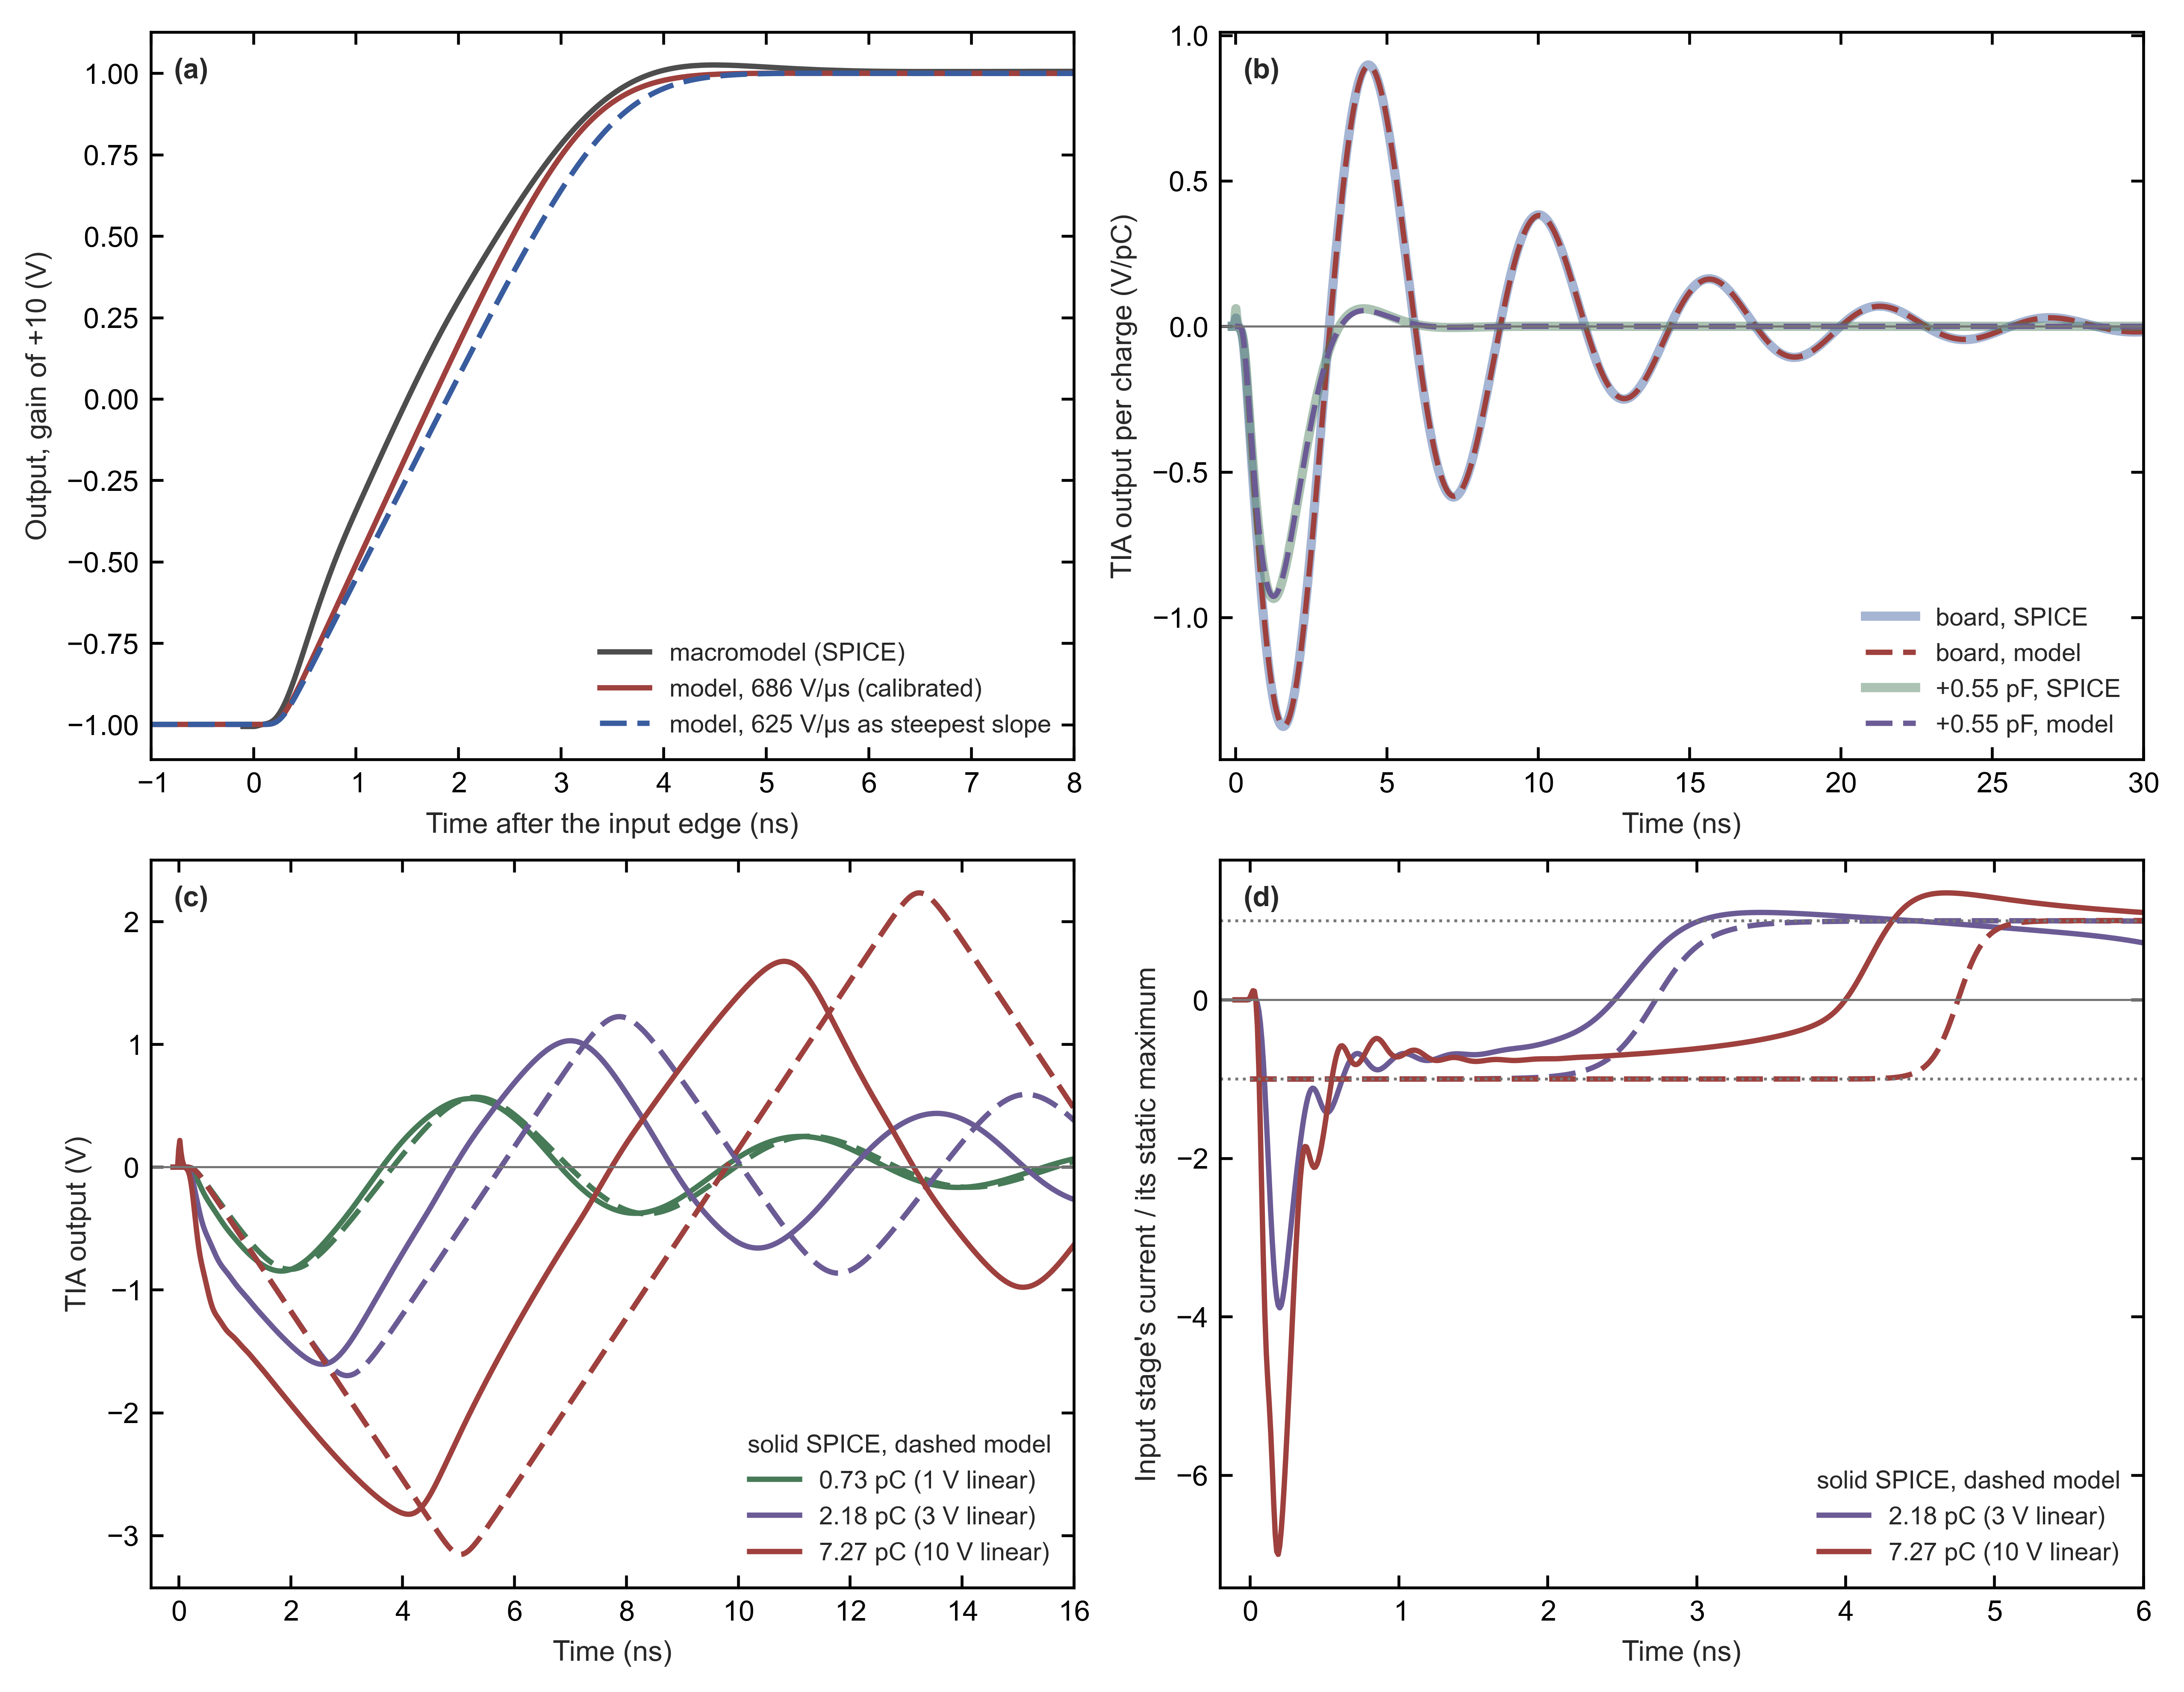 (a)
1.00
0.75
0.50
0.25
0.00
−0.25
−0.50
−0.75
−1.00
Output, gain of +10 (V)
macromodel (SPICE)
model, 686 V/µs (calibrated)
model, 625 V/µs as steepest slope
−1 0 1 2 3 4 5 6 7 8
Time after the input edge (ns)
(b)
1.0
0.5
0.0
−0.5
−1.0
TIA output per charge (V/pC)
board, SPICE
board, model
+0.55 pF, SPICE
+0.55 pF, model
0 5 10 15 20 25 30
Time (ns)
(c)
2
1
0
−1
−2
−3
TIA output (V)
solid SPICE, dashed model
0.73 pC (1 V linear)
2.18 pC (3 V linear)
7.27 pC (10 V linear)
0 2 4 6 8 10 12 14 16
Time (ns)
(d)
0
−2
−4
−6
Input stage's current / its static maximum
solid SPICE, dashed model
2.18 pC (3 V linear)
7.27 pC (10 V linear)
0 1 2 3 4 5 6
Time (ns)